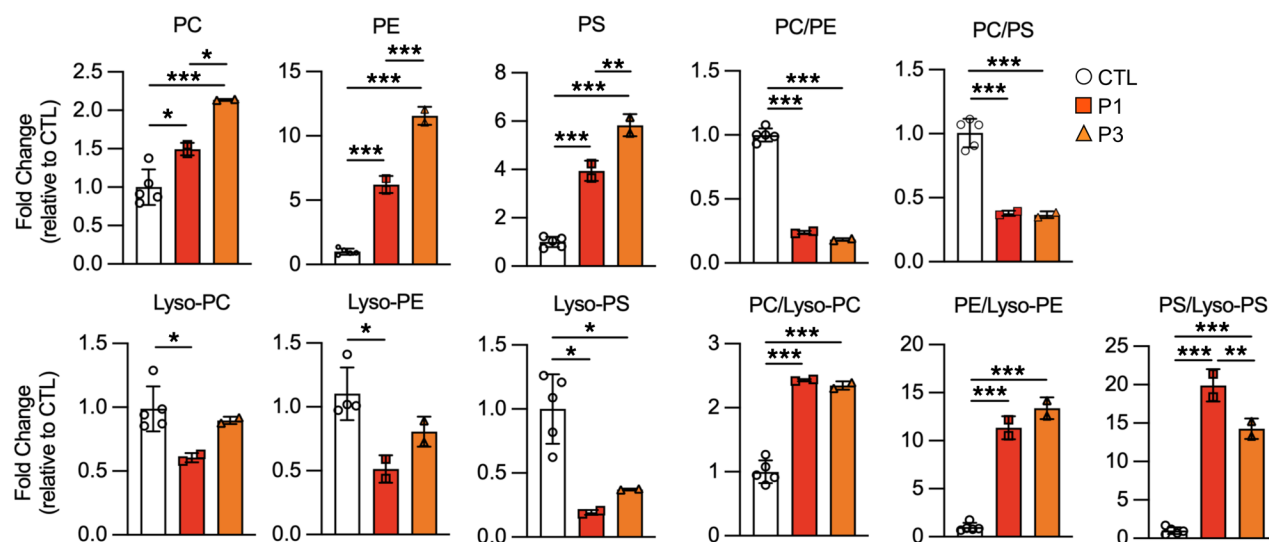 PC
PE
PS
PC/PE
PC/PS
CTL
P1
P3
Fold Change
(relative to CTL)
2.5
2.0
1.5
1.0
0.5
0.0
* *** *
15
10
5
0
*** *** ***
8
6
4
2
0
*** *** **
1.5
1.0
0.5
0.0
*** ***
1.5
1.0
0.5
0.0
*** ***
Lyso-PC
Lyso-PE
Lyso-PS
PC/Lyso-PC
PE/Lyso-PE
PS/Lyso-PS
Fold Change
(relative to CTL)
1.5
1.0
0.5
0.0
*
1.5
1.0
0.5
0.0
*
1.5
1.0
0.5
0.0
* *
3
2
1
0
*** ***
20
15
10
5
0
*** ***
25
20
15
10
5
0
*** *** **